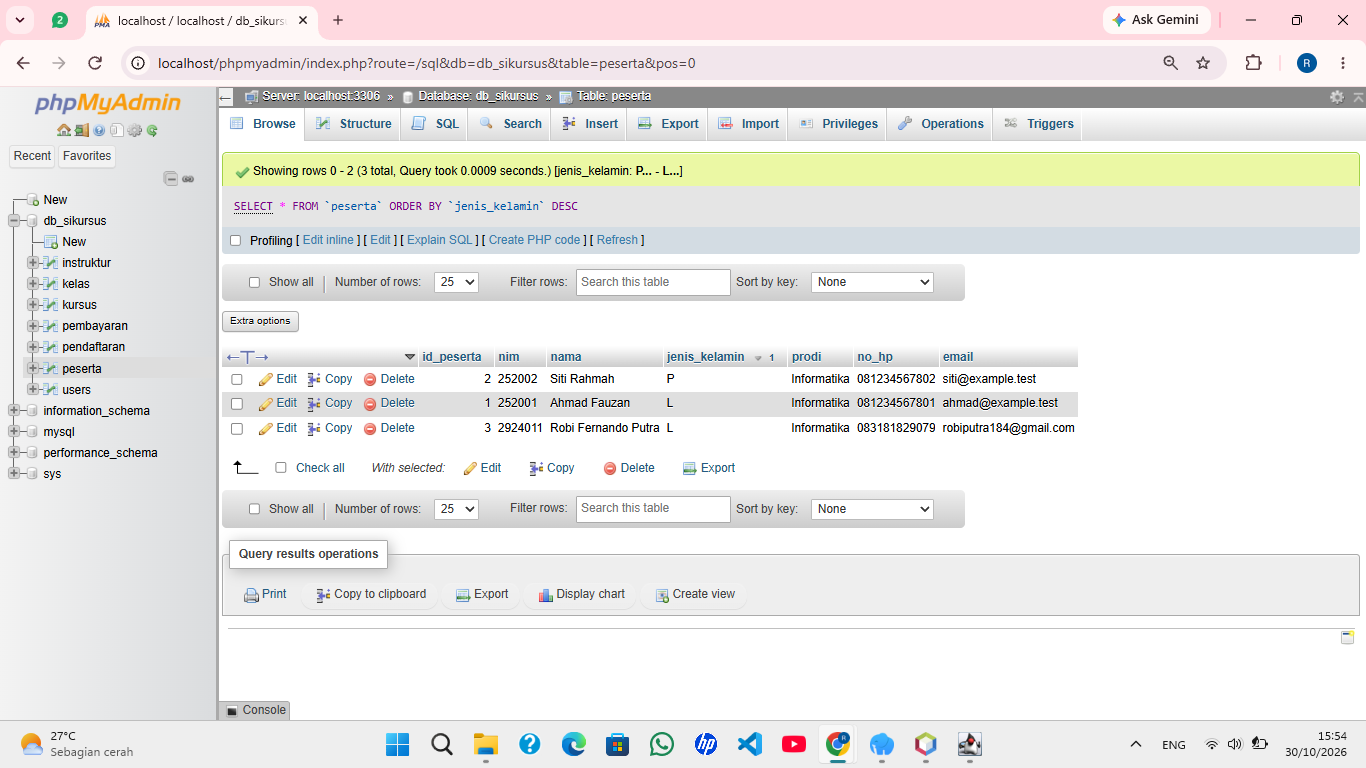 2
localhost / localhost / db_sikurs
Ask Gemini
localhost/phpmyadmin/index.php?route=/sql&db=db_sikursus&table=peserta&pos=0
R
phpMyAdmin
Recent Favorites
New
db_sikursus
New
instruktur
kelas
kursus
pembayaran
pendaftaran
peserta
users
information_schema
mysql
performance_schema
sys
Server: localhost:3306 » Database: db_sikursus » Table: peserta
Browse Structure SQL Search Insert Export Import Privileges Operations Triggers
Showing rows 0 - 2 (3 total, Query took 0.0009 seconds.) [jenis_kelamin: P... - L...]
SELECT * FROM `peserta` ORDER BY `jenis_kelamin` DESC
Profiling [ Edit inline ] [ Edit ] [ Explain SQL ] [ Create PHP code ] [ Refresh ]
Show all Number of rows: 25 Filter rows: Search this table Sort by key: None
Extra options
←T→ id_peserta nim nama jenis_kelamin 1 prodi no_hp email
Edit Copy Delete 2 252002 Siti Rahmah P Informatika 081234567802 siti@example.test
Edit Copy Delete 1 252001 Ahmad Fauzan L Informatika 081234567801 ahmad@example.test
Edit Copy Delete 3 2924011 Robi Fernando Putra L Informatika 083181829079 robiputra184@gmail.com
Check all With selected: Edit Copy Delete Export
Show all Number of rows: 25 Filter rows: Search this table Sort by key: None
Query results operations
Print Copy to clipboard Export Display chart Create view
Console
27°C
Sebagian cerah
ENG
15:54
30/10/2026